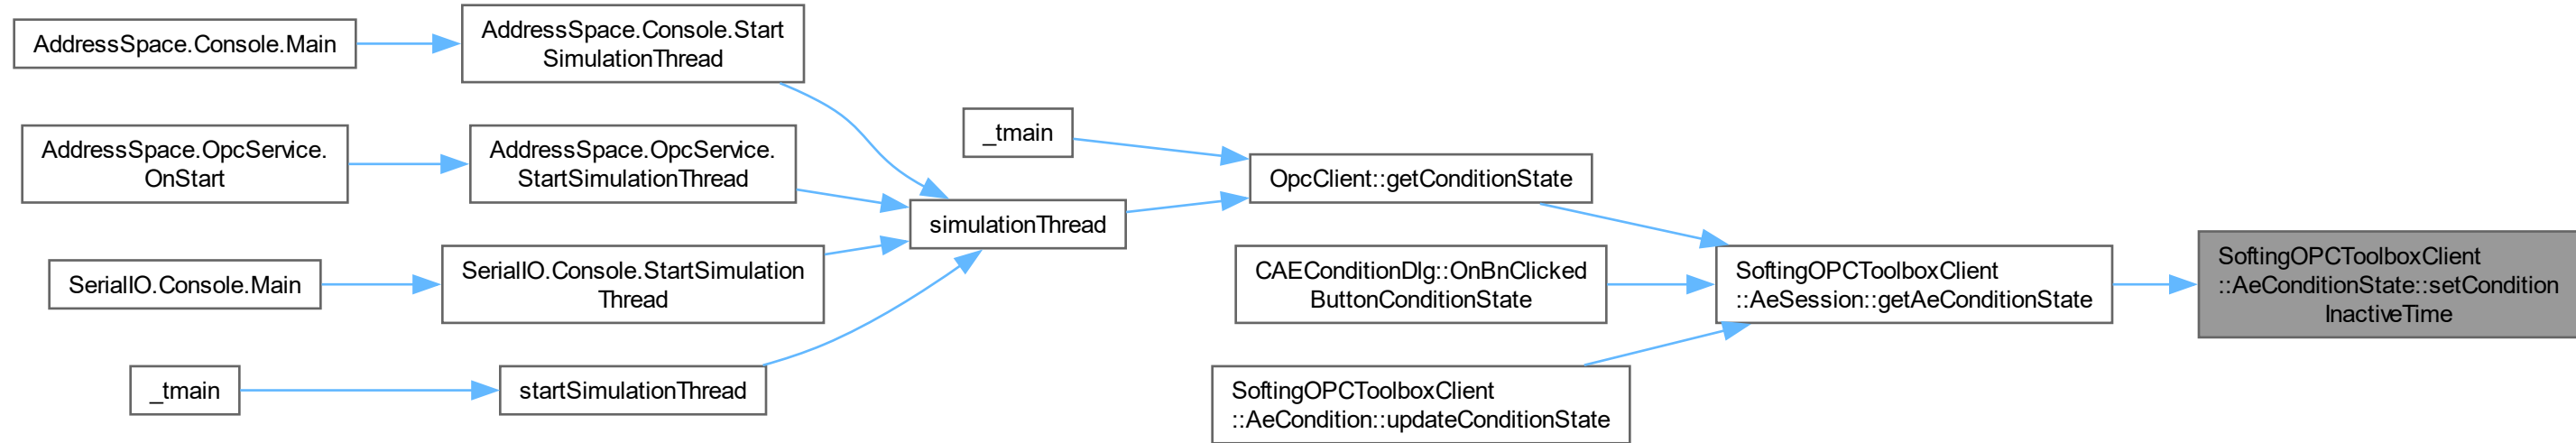 AddressSpace.Console.Main
AddressSpace.Console.Start
SimulationThread
AddressSpace.OpcService.
OnStart
AddressSpace.OpcService.
StartSimulationThread
SerialIO.Console.Main
SerialIO.Console.StartSimulation
Thread
_tmain
startSimulationThread
simulationThread
_tmain
OpcClient::getConditionState
CAEConditionDlg::OnBnClicked
ButtonConditionState
SoftingOPCToolboxClient
::AeCondition::updateConditionState
SoftingOPCToolboxClient
::AeSession::getAeConditionState
SoftingOPCToolboxClient
::AeConditionState::setCondition
InactiveTime